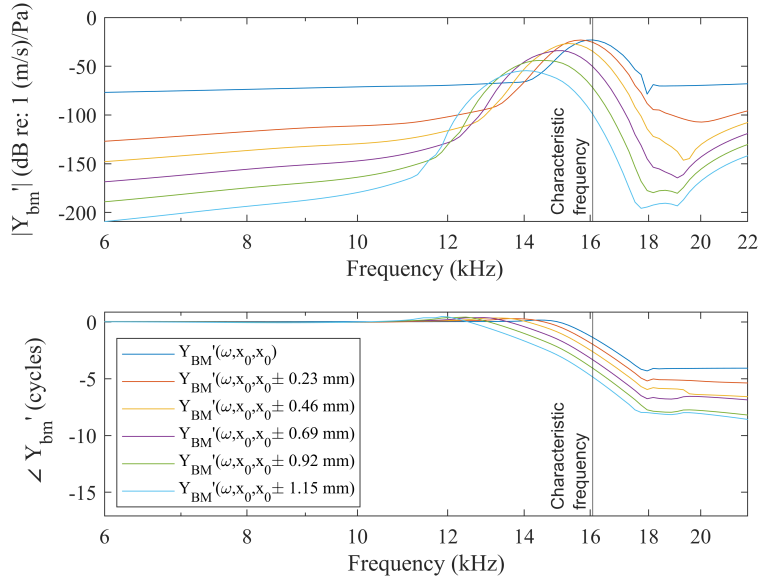 |Y_bm'| (dB re: 1 (m/s)/Pa)
0
-50
-100
-150
-200
Characteristic
frequency
6 8 10 12 14 16 18 20 22
Frequency (kHz)
∠ Y_bm' (cycles)
0
-5
-10
-15
Y_BM'(ω,x_0,x_0)
Y_BM'(ω,x_0,x_0± 0.23 mm)
Y_BM'(ω,x_0,x_0± 0.46 mm)
Y_BM'(ω,x_0,x_0± 0.69 mm)
Y_BM'(ω,x_0,x_0± 0.92 mm)
Y_BM'(ω,x_0,x_0± 1.15 mm)
Characteristic
frequency
6 8 10 12 14 16 18 20 22
Frequency (kHz)